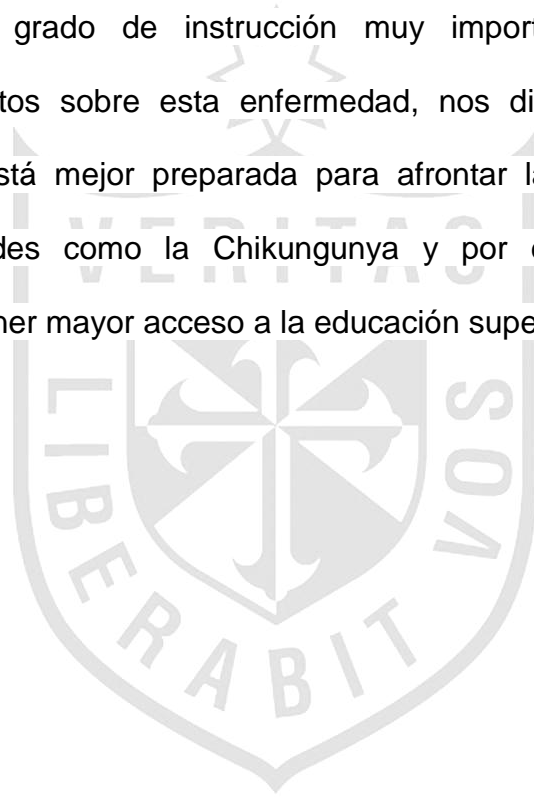 grado de instrucción muy import
tos sobre esta enfermedad, nos di
stá mejor preparada para afrontar l
des como la Chikungunya y por
ner mayor acceso a la educación supe
VERITAS
LIBERABIT
VOS